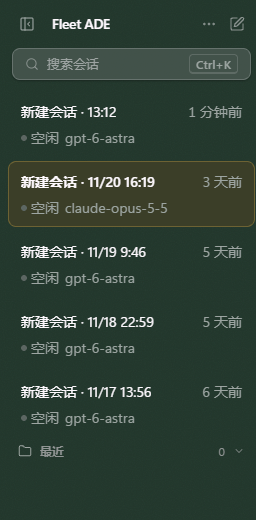 Fleet ADE
搜索会话 Ctrl+K
新建会话 · 13:12 1 分钟前
空闲 gpt-6-astra
新建会话 · 11/20 16:19 3 天前
空闲 claude-opus-5-5
新建会话 · 11/19 9:46 5 天前
空闲 gpt-6-astra
新建会话 · 11/18 22:59 5 天前
空闲 gpt-6-astra
新建会话 · 11/17 13:56 6 天前
空闲 gpt-6-astra
最近 0